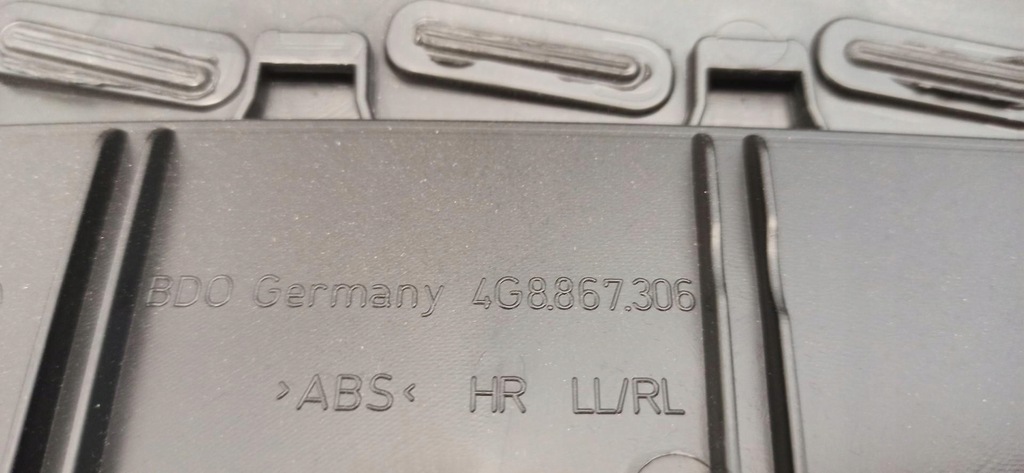 BDO Germany 4G8.867.306
>ABS< HR LL/RL